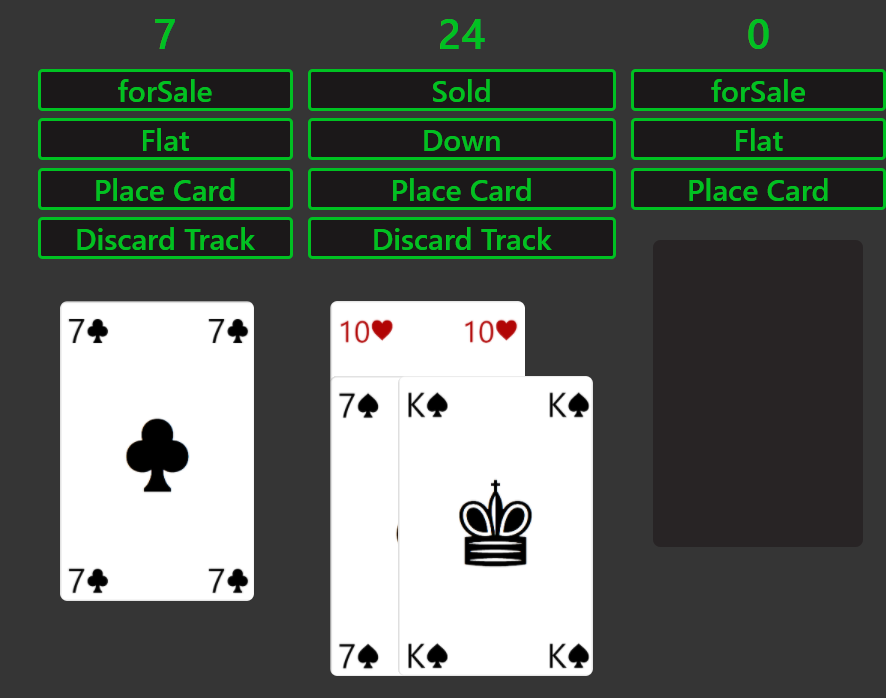 7 24 0
forSale Sold forSale
Flat Down Flat
Place Card Place Card Place Card
Discard Track Discard Track
7♣ 7♣ 10♥ 10♥
7♠ K♠ K♠
7♣ 7♣
7♠ K♠ K♠